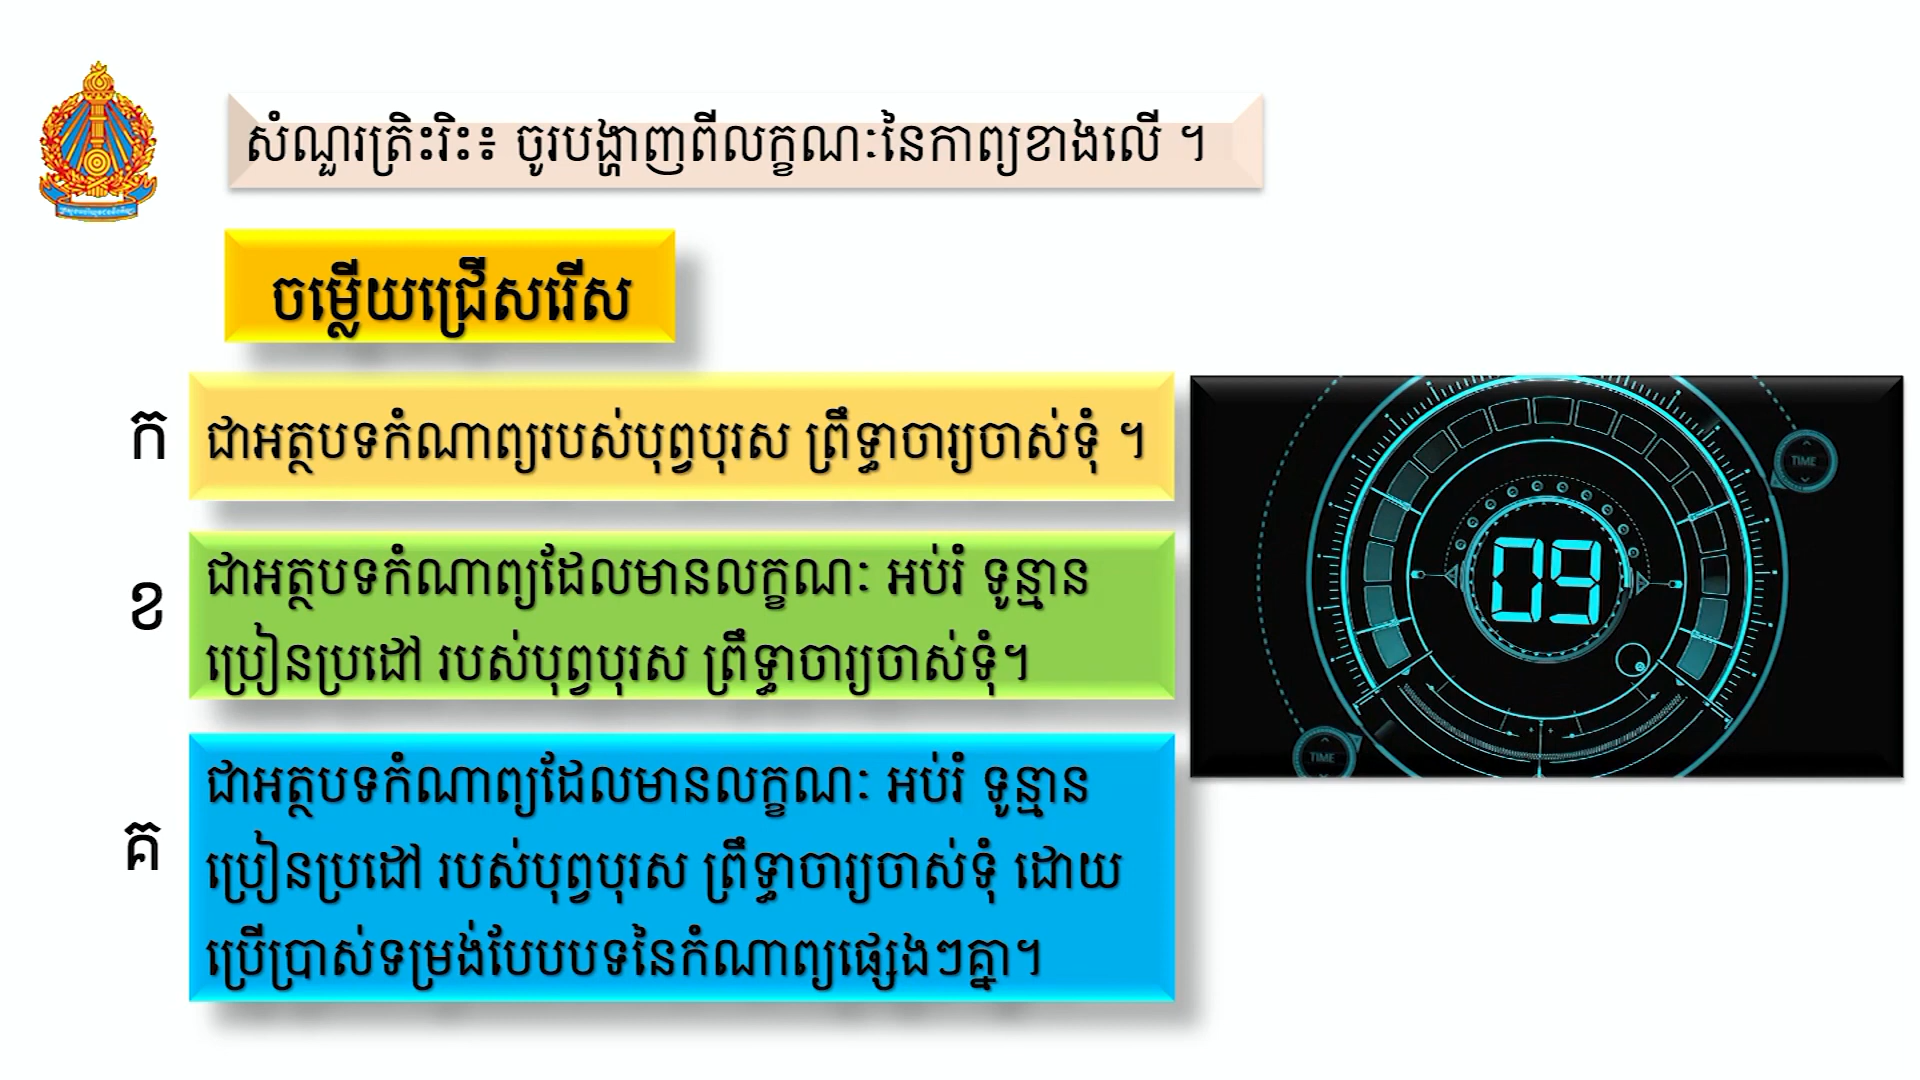 សំណួរត្រិះរិះ៖ ចូរបង្ហាញពីលក្ខណៈនៃកាព្យខាងលើ ។
ចម្លើយជ្រើសរើស
ក ជាអត្ថបទកំណាព្យរបស់បុព្វបុរស ព្រឹទ្ធាចារ្យចាស់ទុំ ។
ខ ជាអត្ថបទកំណាព្យដែលមានលក្ខណៈ អប់រំ ទូន្មាន
ប្រៀនប្រដៅ របស់បុព្វបុរស ព្រឹទ្ធាចារ្យចាស់ទុំ។
គ ជាអត្ថបទកំណាព្យដែលមានលក្ខណៈ អប់រំ ទូន្មាន
ប្រៀនប្រដៅ របស់បុព្វបុរស ព្រឹទ្ធាចារ្យចាស់ទុំ ដោយ
ប្រើប្រាស់ទម្រង់បែបបទនៃកំណាព្យផ្សេងៗគ្នា។
TIME
09
TIME